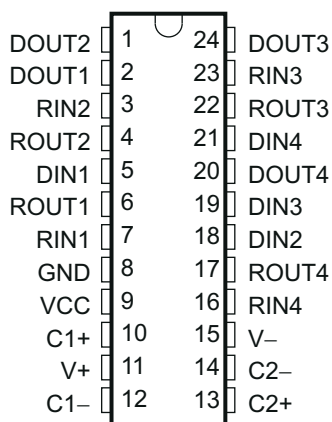 DOUT2 1 24 DOUT3
DOUT1 2 23 RIN3
RIN2 3 22 ROUT3
ROUT2 4 21 DIN4
DIN1 5 20 DOUT4
ROUT1 6 19 DIN3
RIN1 7 18 DIN2
GND 8 17 ROUT4
VCC 9 16 RIN4
C1+ 10 15 V−
V+ 11 14 C2−
C1− 12 13 C2+